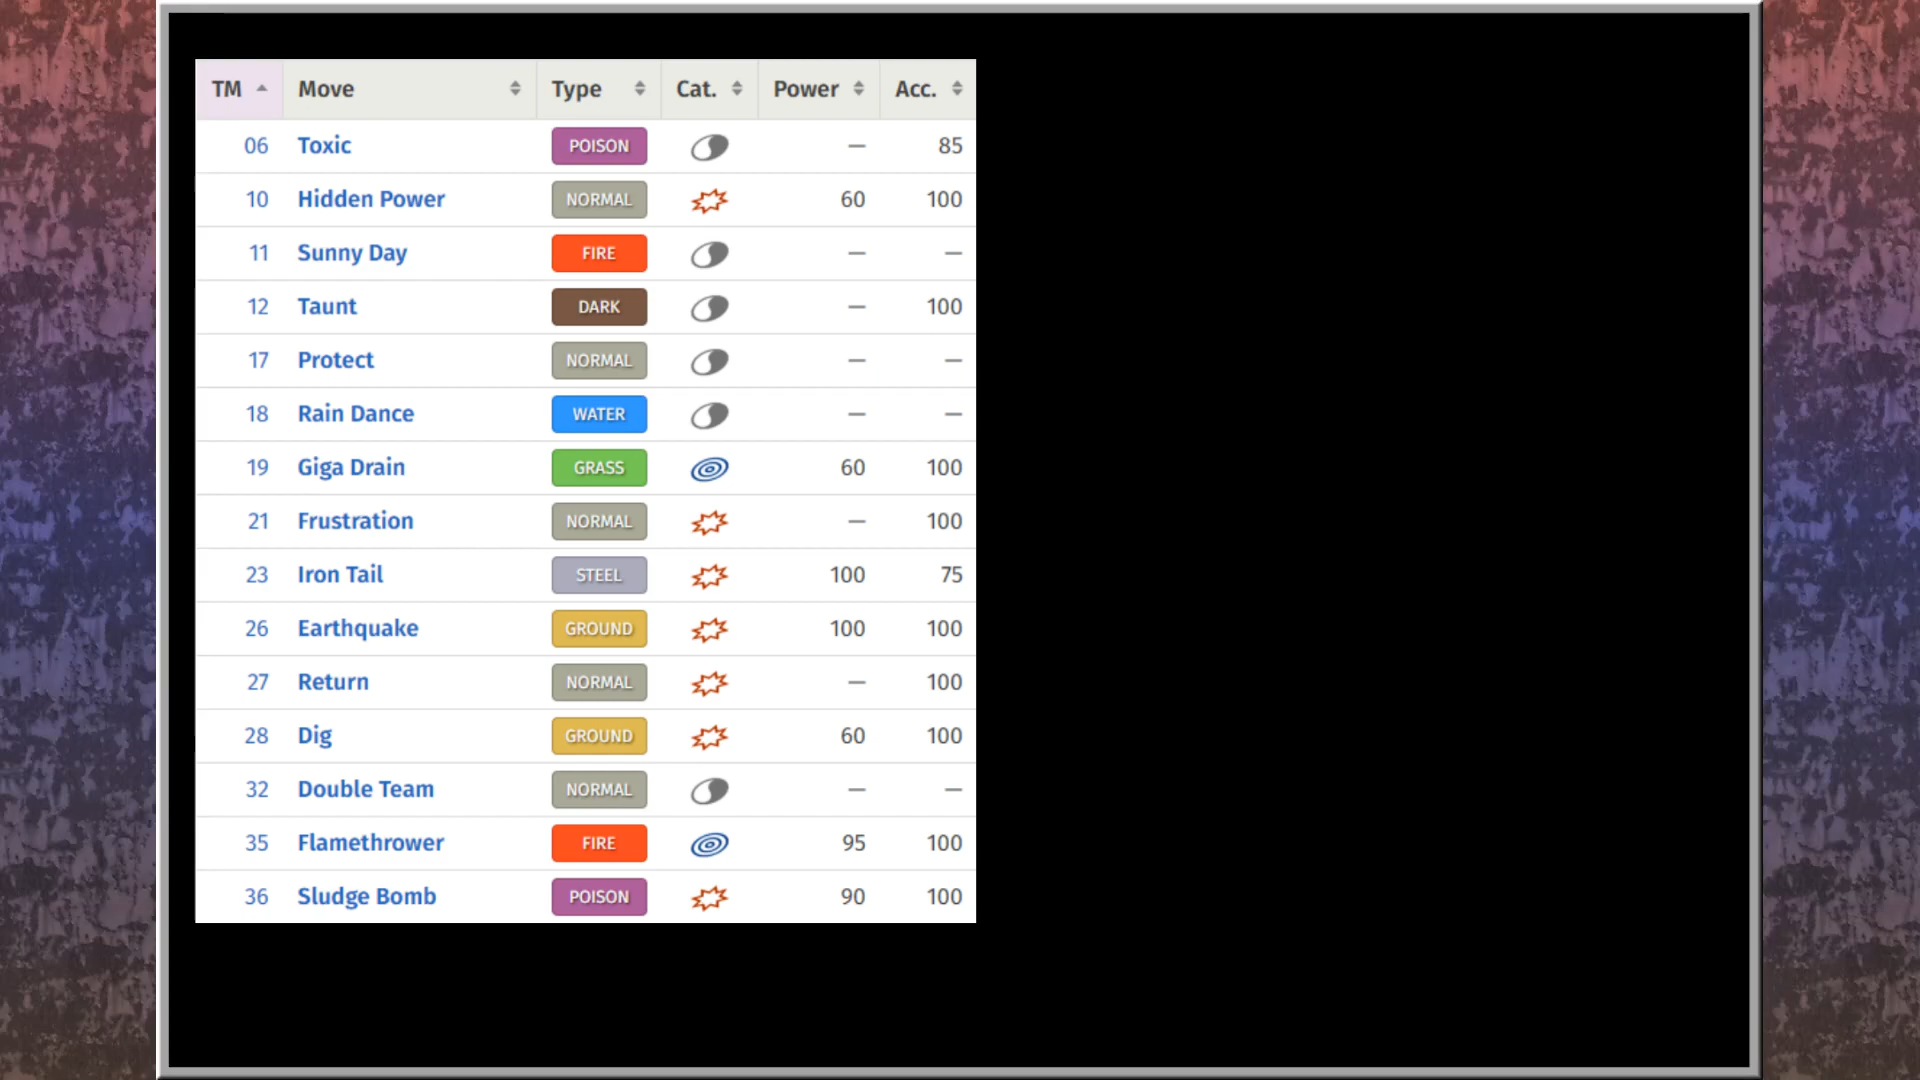 TM Move Type Cat. Power Acc.
06 Toxic POISON — 85
10 Hidden Power NORMAL 60 100
11 Sunny Day FIRE — —
12 Taunt DARK — 100
17 Protect NORMAL — —
18 Rain Dance WATER — —
19 Giga Drain GRASS 60 100
21 Frustration NORMAL — 100
23 Iron Tail STEEL 100 75
26 Earthquake GROUND 100 100
27 Return NORMAL — 100
28 Dig GROUND 60 100
32 Double Team NORMAL — —
35 Flamethrower FIRE 95 100
36 Sludge Bomb POISON 90 100